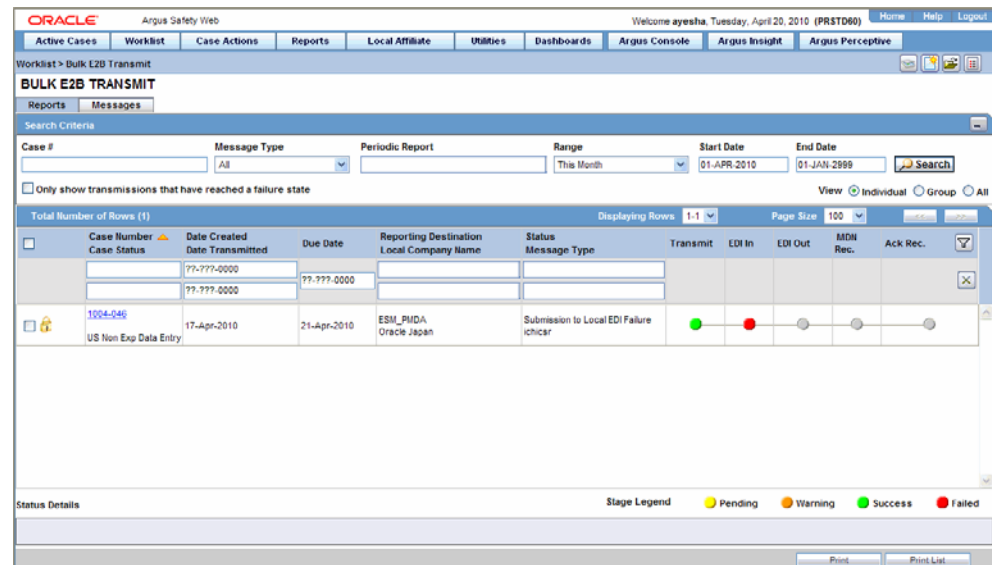 ORACLE Argus Safety Web Welcome ayesha, Tuesday, April 20, 2010 (PRSTD60) Home Help Logout
Active Cases Worklist Case Actions Reports Local Affiliate Utilities Dashboards Argus Console Argus Insight Argus Perceptive
Worklist > Bulk E2B Transmit
BULK E2B TRANSMIT
Reports Messages
Search Criteria
Case # Message Type Periodic Report Range Start Date End Date
All This Month 01-APR-2010 01-JAN-2999 Search
Only show transmissions that have reached a failure state View Individual Group All
Total Number of Rows (1) Displaying Rows 1-1 Page Size 100 << >>
Case Number Date Created Due Date Reporting Destination Status Transmit EDI In EDI Out MDN Rec. Ack Rec.
Case Status Date Transmitted Local Company Name Message Type
??-???-0000
??-???-0000
??-???-0000
1004-046 17-Apr-2010 21-Apr-2010 ESM_PMDA Submission to Local EDI Failure
US Non Exp Data Entry Oracle Japan ichicsr
Status Details Stage Legend Pending Warning Success Failed
Print Print List